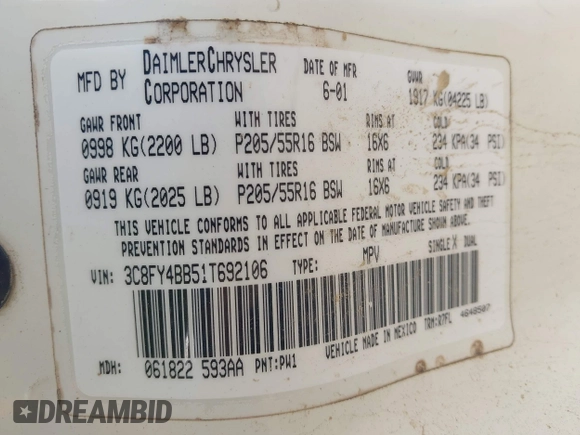 MFD BY DAIMLERCHRYSLER CORPORATION
DATE OF MFR 6-01
GVWR 1917 KG(04225 LB)
GAWR FRONT WITH TIRES RIMS AT COLD
0998 KG(2200 LB) P205/55R16 BSW 16X6 234 KPA(34 PSI)
GAWR REAR WITH TIRES RIMS AT COLD
0919 KG(2025 LB) P205/55R16 BSW 16X6 234 KPA(34 PSI)
THIS VEHICLE CONFORMS TO ALL APPLICABLE FEDERAL MOTOR VEHICLE SAFETY AND THEFT
PREVENTION STANDARDS IN EFFECT ON THE DATE OF MANUFACTURE SHOWN ABOVE.
VIN: 3C8FY4BB51T692106 TYPE: MPV SINGLE X DUAL
MDH: 061822 593AA PNT:PW1 VEHICLE MADE IN MEXICO TRM:R7FL 4648507
DREAMBID